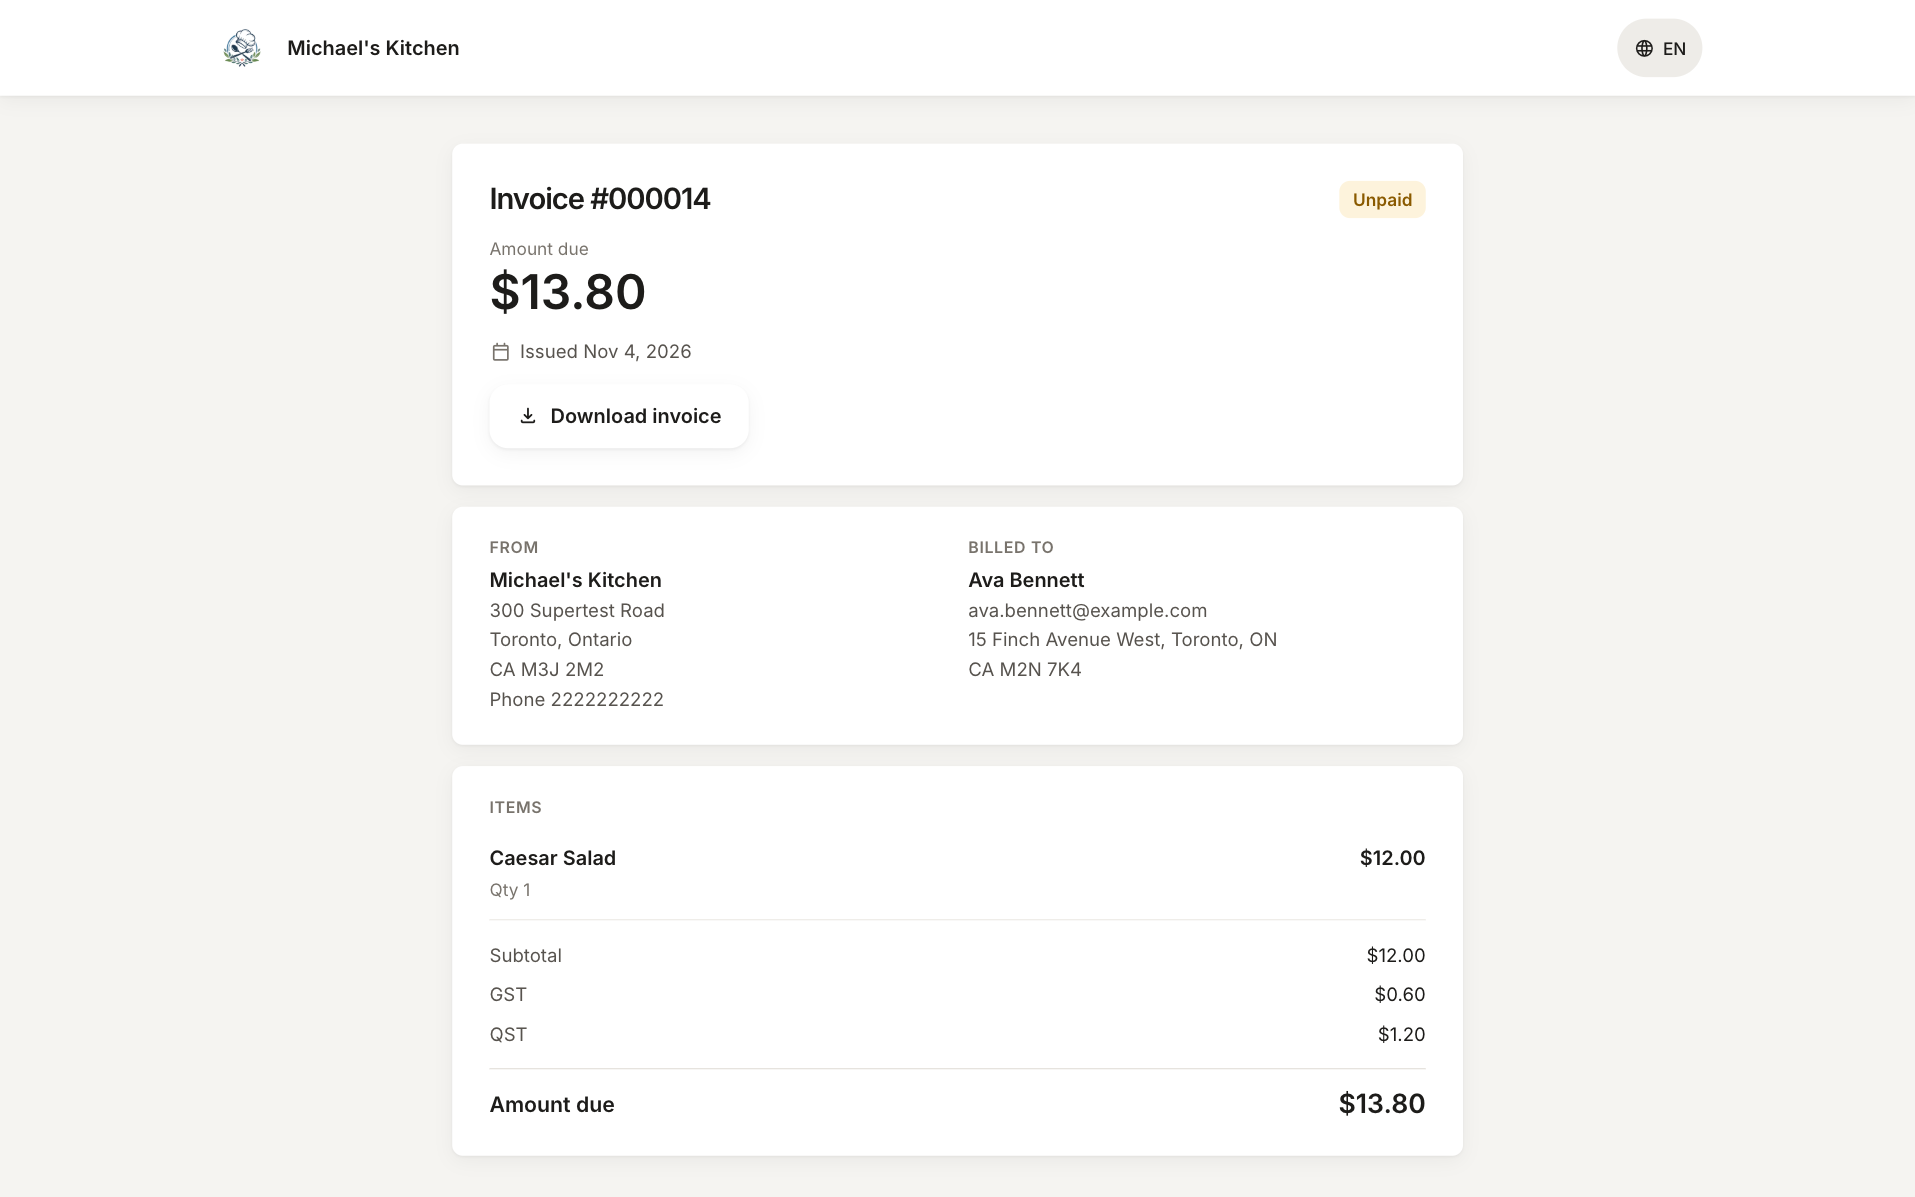 Michael's Kitchen
EN
Invoice #000014
Unpaid
Amount due
$13.80
Issued Nov 4, 2026
Download invoice
FROM
Michael's Kitchen
300 Supertest Road
Toronto, Ontario
CA M3J 2M2
Phone 2222222222
BILLED TO
Ava Bennett
ava.bennett@example.com
15 Finch Avenue West, Toronto, ON
CA M2N 7K4
ITEMS
Caesar Salad $12.00
Qty 1
Subtotal $12.00
GST $0.60
QST $1.20
Amount due $13.80